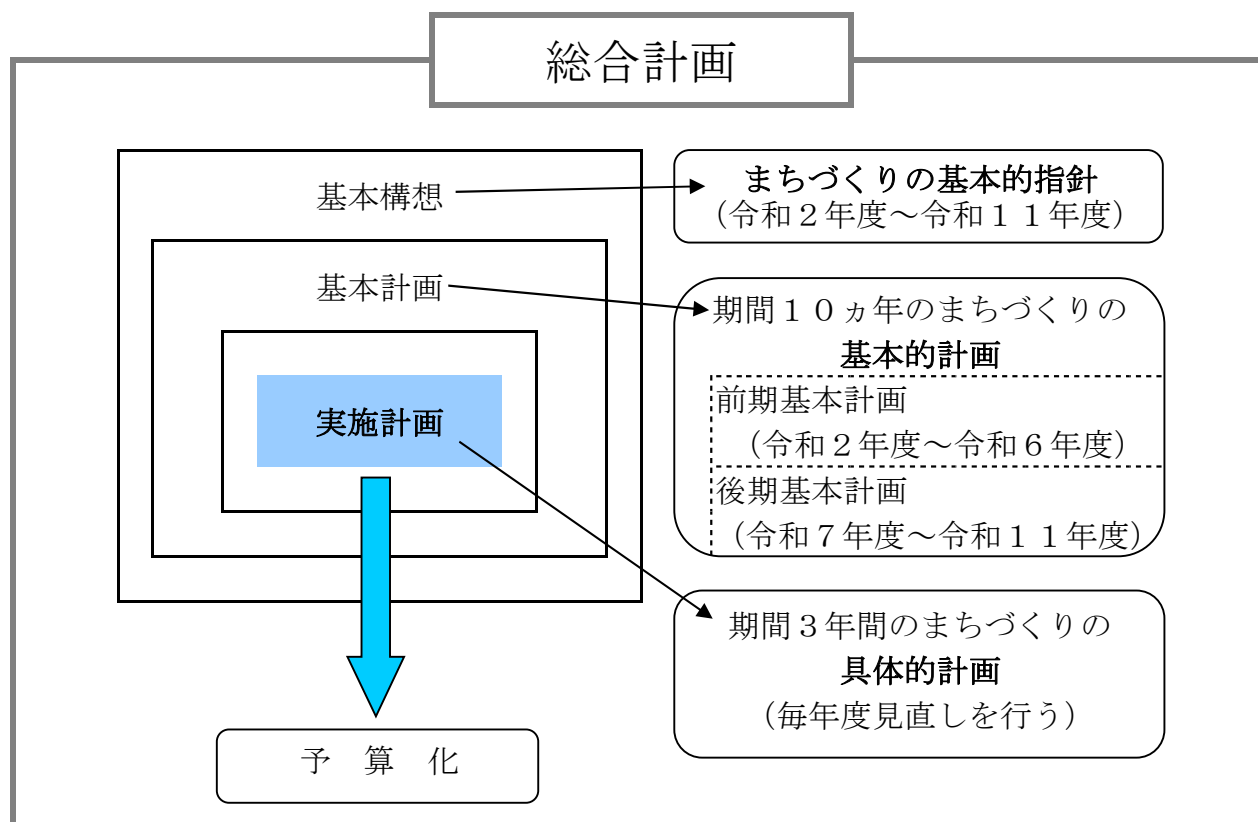 総合計画
基本構想
まちづくりの基本的指針
（令和２年度～令和１１年度）
基本計画
期間１０ヵ年のまちづくりの
基本的計画
前期基本計画
（令和２年度～令和６年度）
後期基本計画
（令和７年度～令和１１年度）
実施計画
期間３年間のまちづくりの
具体的計画
（毎年度見直しを行う）
予　算　化